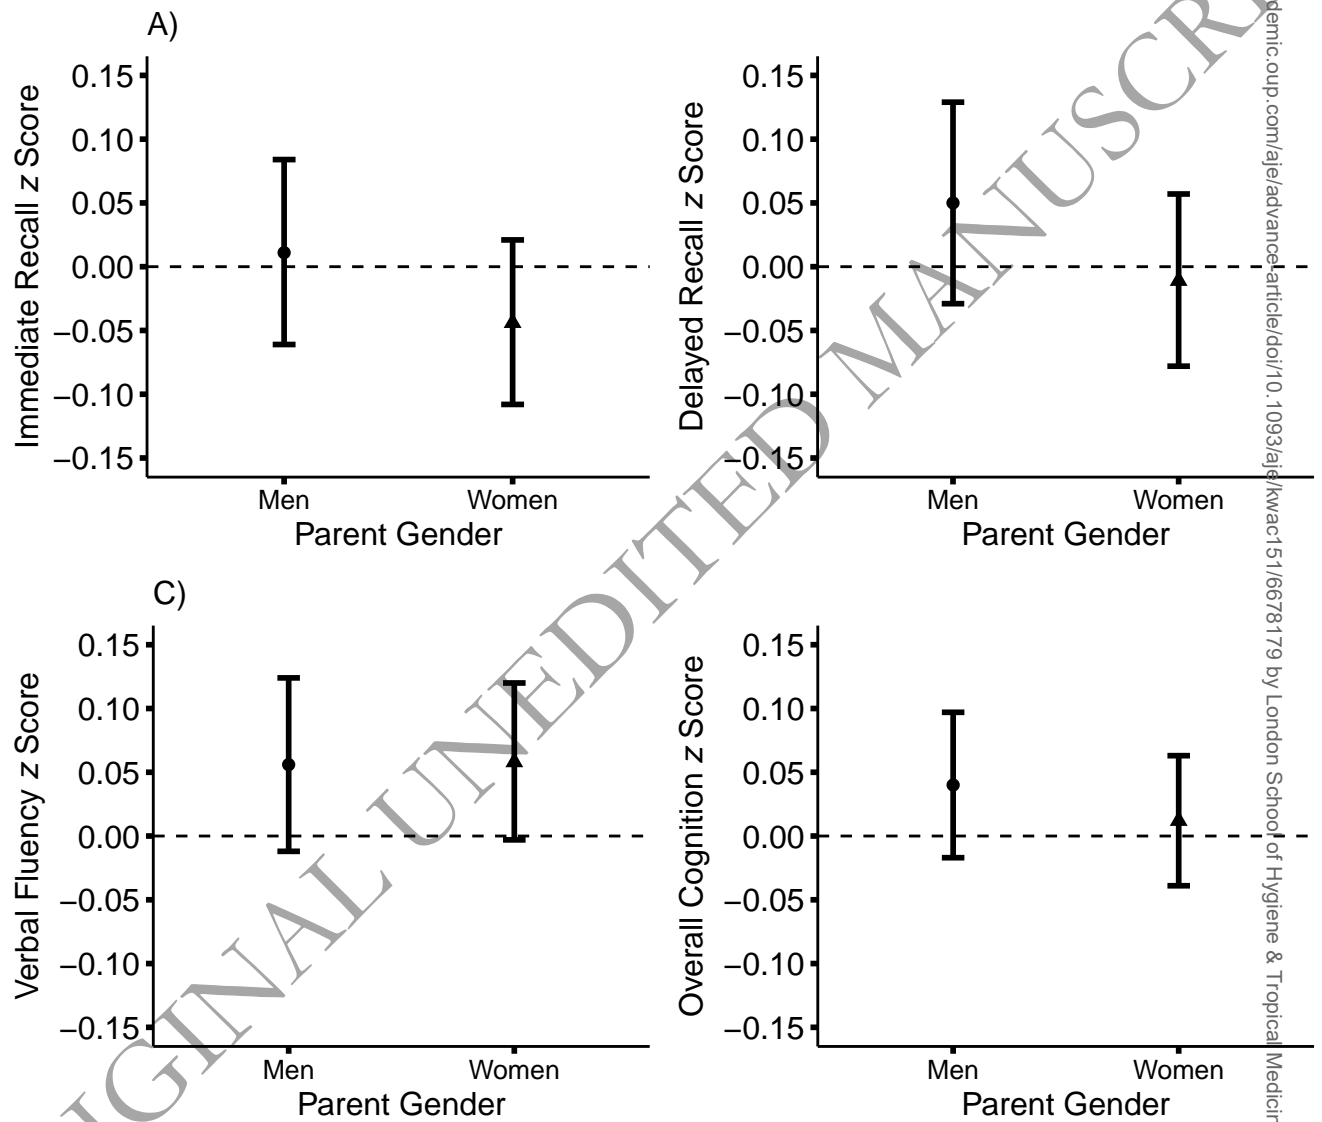 A)
Immediate Recall z Score
0.15
0.10
0.05
0.00
−0.05
−0.10
−0.15
Men
Women
Parent Gender
Delayed Recall z Score
0.15
0.10
0.05
0.00
−0.05
−0.10
−0.15
Men
Women
Parent Gender
C)
Verbal Fluency z Score
0.15
0.10
0.05
0.00
−0.05
−0.10
−0.15
Men
Women
Parent Gender
Overall Cognition z Score
0.15
0.10
0.05
0.00
−0.05
−0.10
−0.15
Men
Women
Parent Gender
IGINAL UNEDITED MANUSCRI
demic.oup.com/aje/advance-article/doi/10.1093/aje/kwac151/6678179 by London School of Hygiene & Tropical Medicin